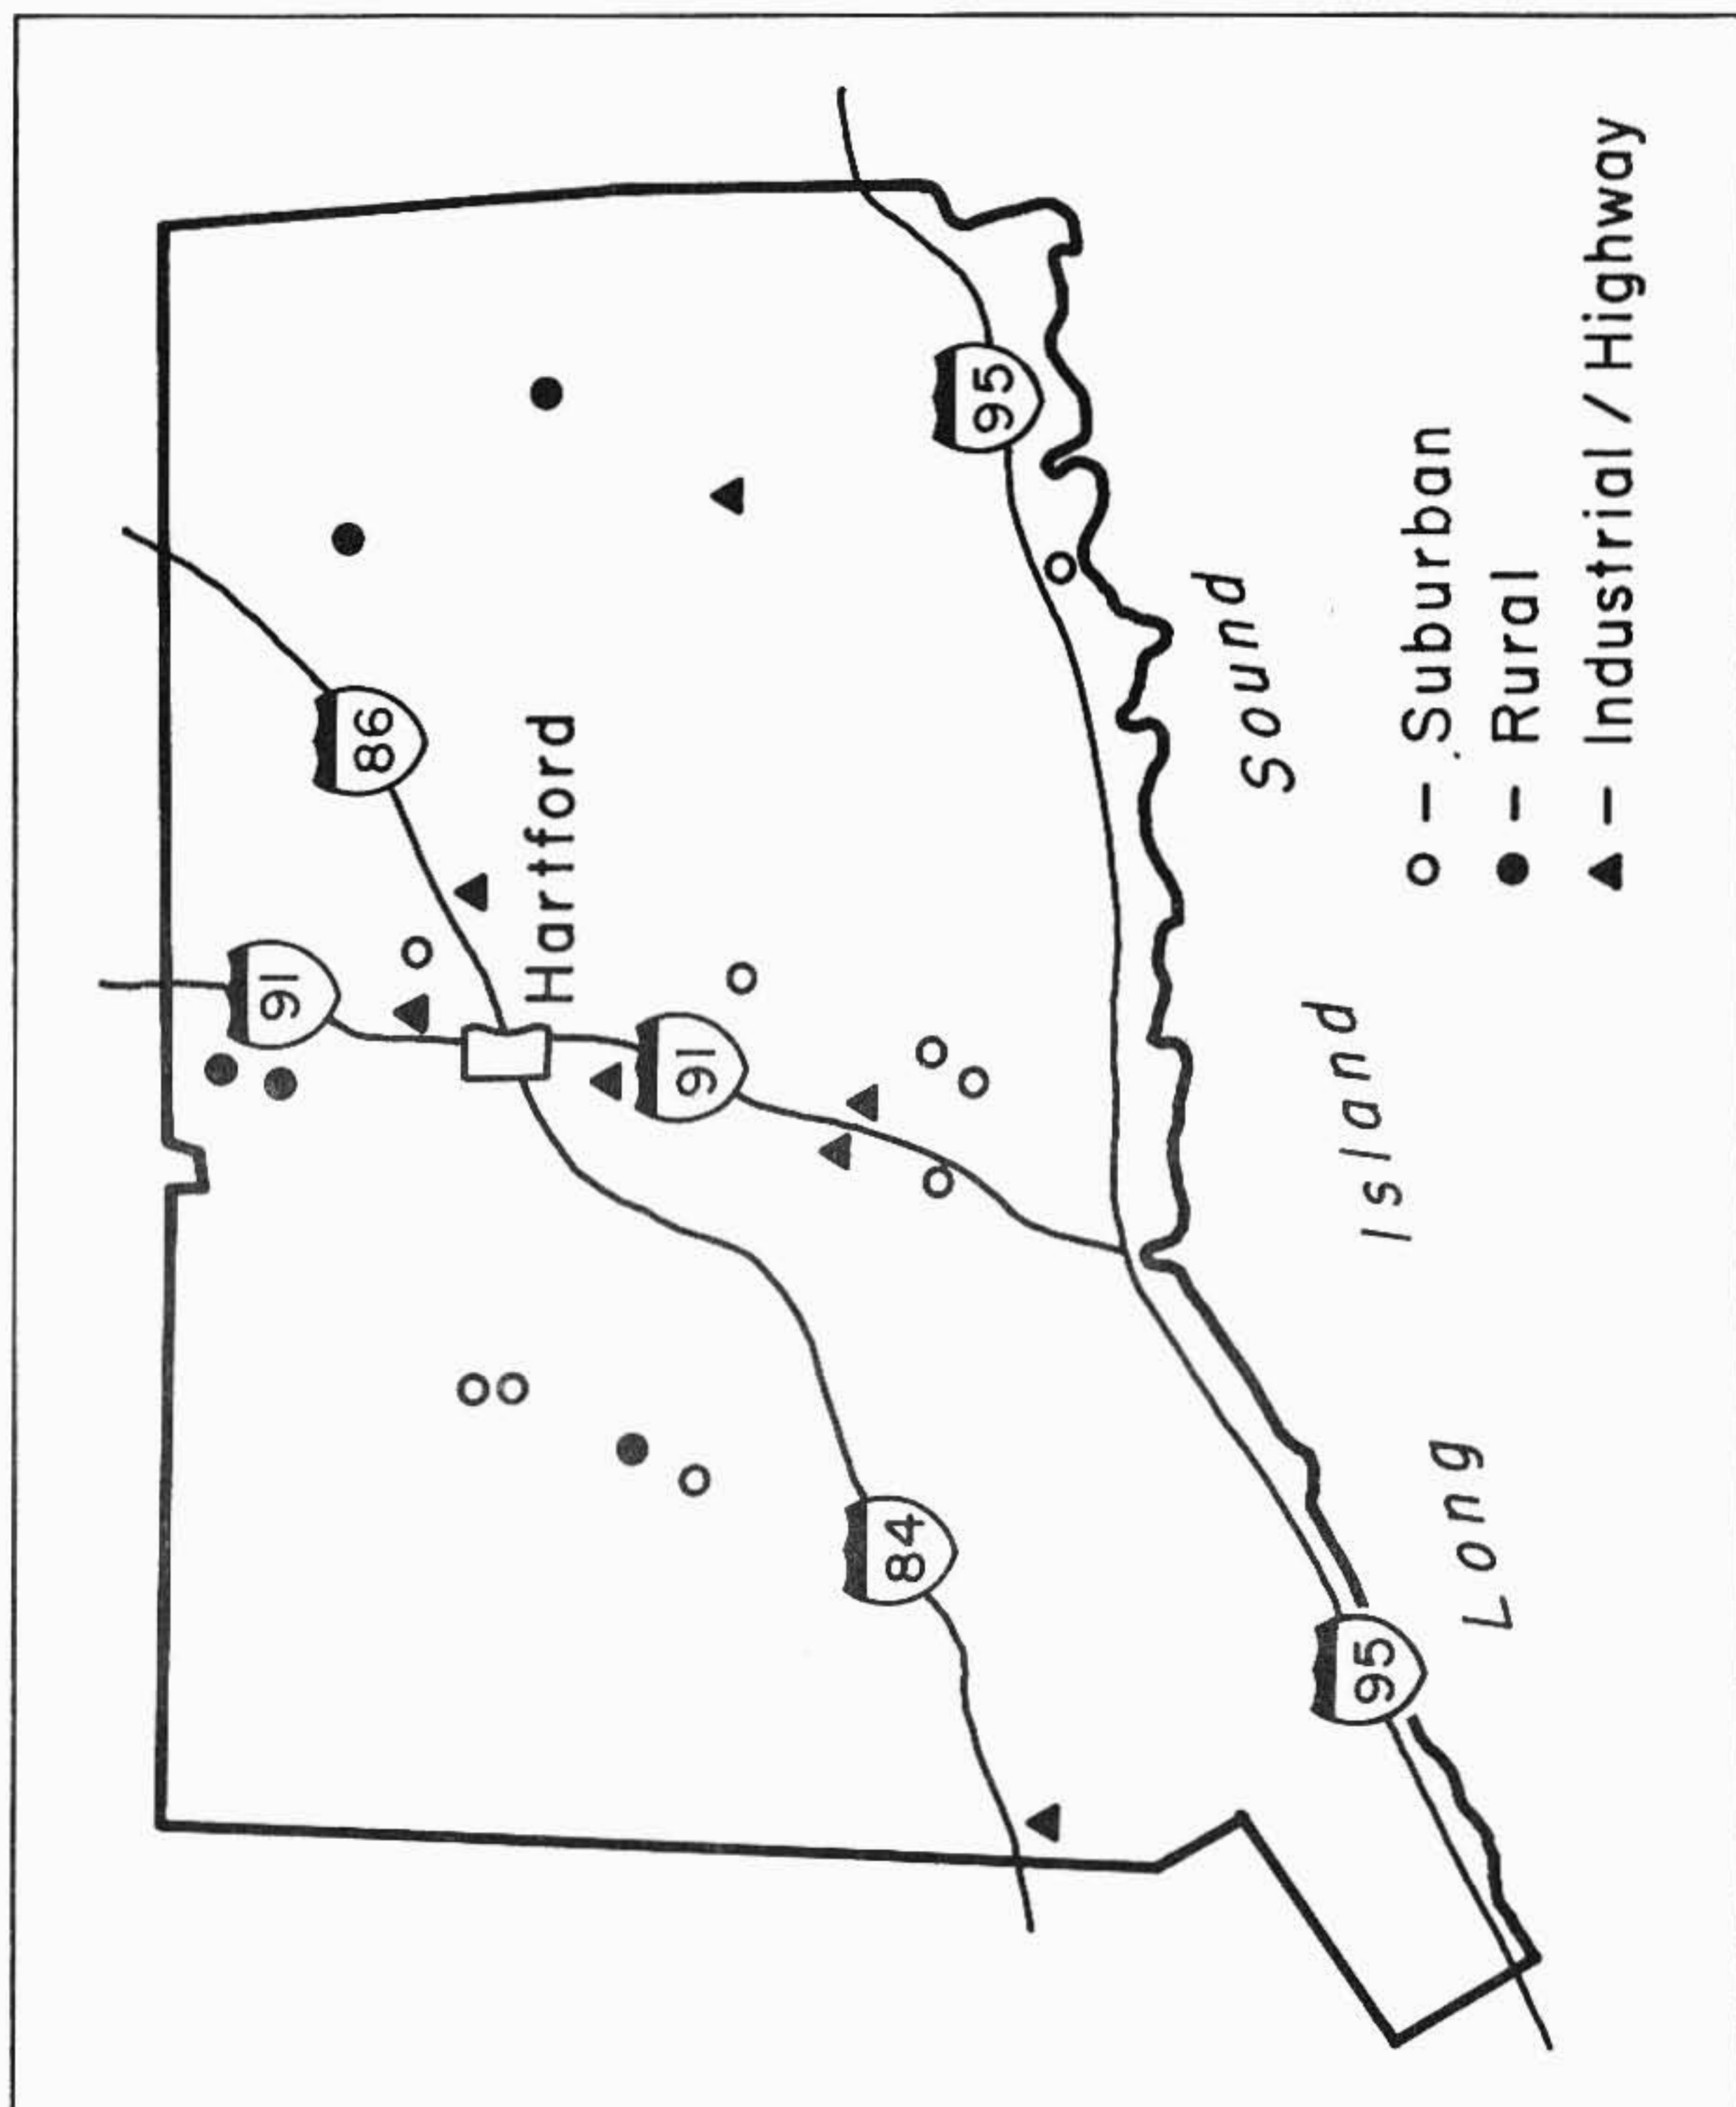 86
91
Hartford
91
95
84
95
Long Island Sound
o - Suburban
● - Rural
▲ - Industrial / Highway